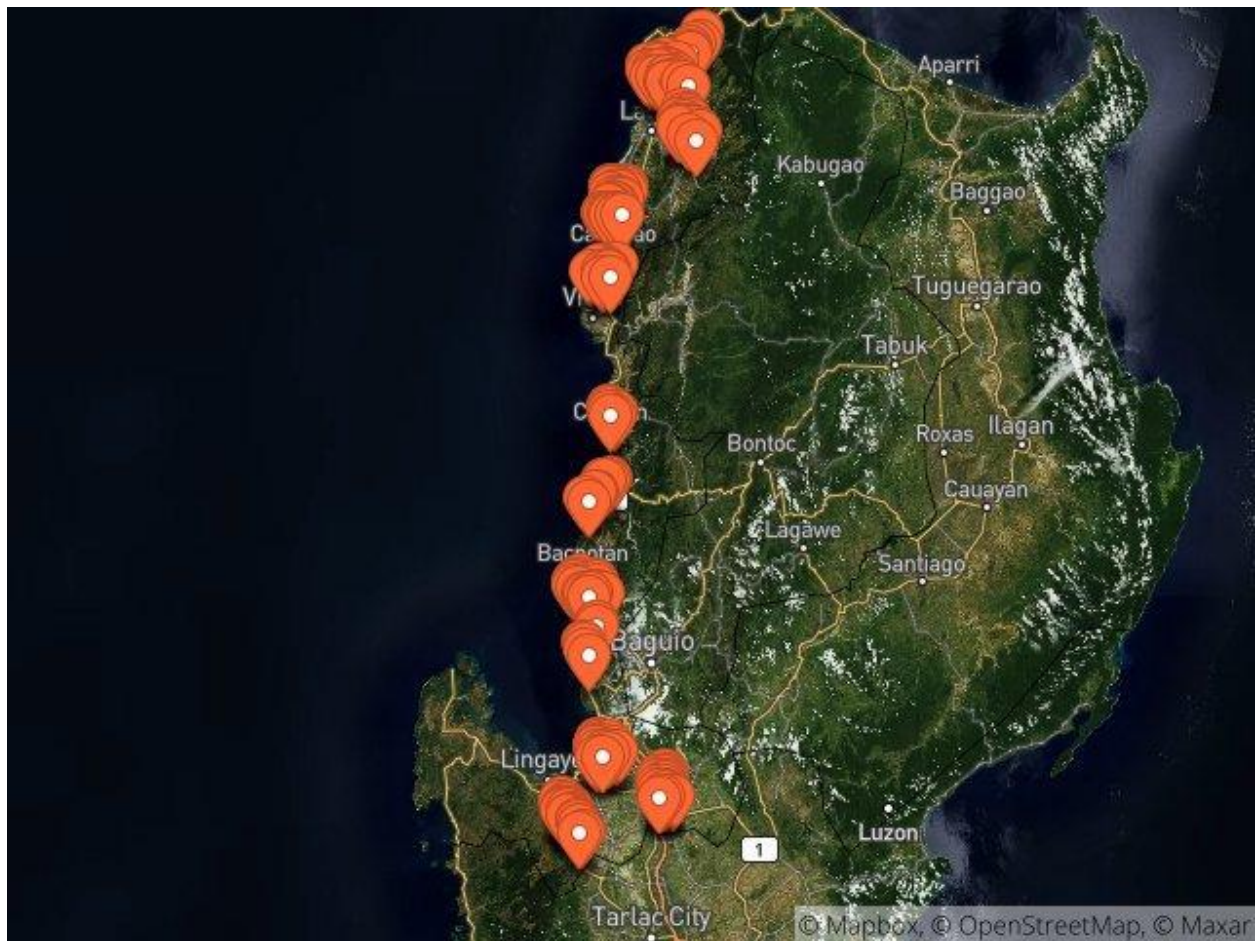 Aparri
Kabugao
Baggao
Tuguegarao
Tabuk
Ilagan
Roxas
Bontoc
Cauayan
Lagawe
Bacnotan
Santiago
Baguio
Luzon
1
Tarlac City
© Mapbox, © OpenStreetMap, © Maxar